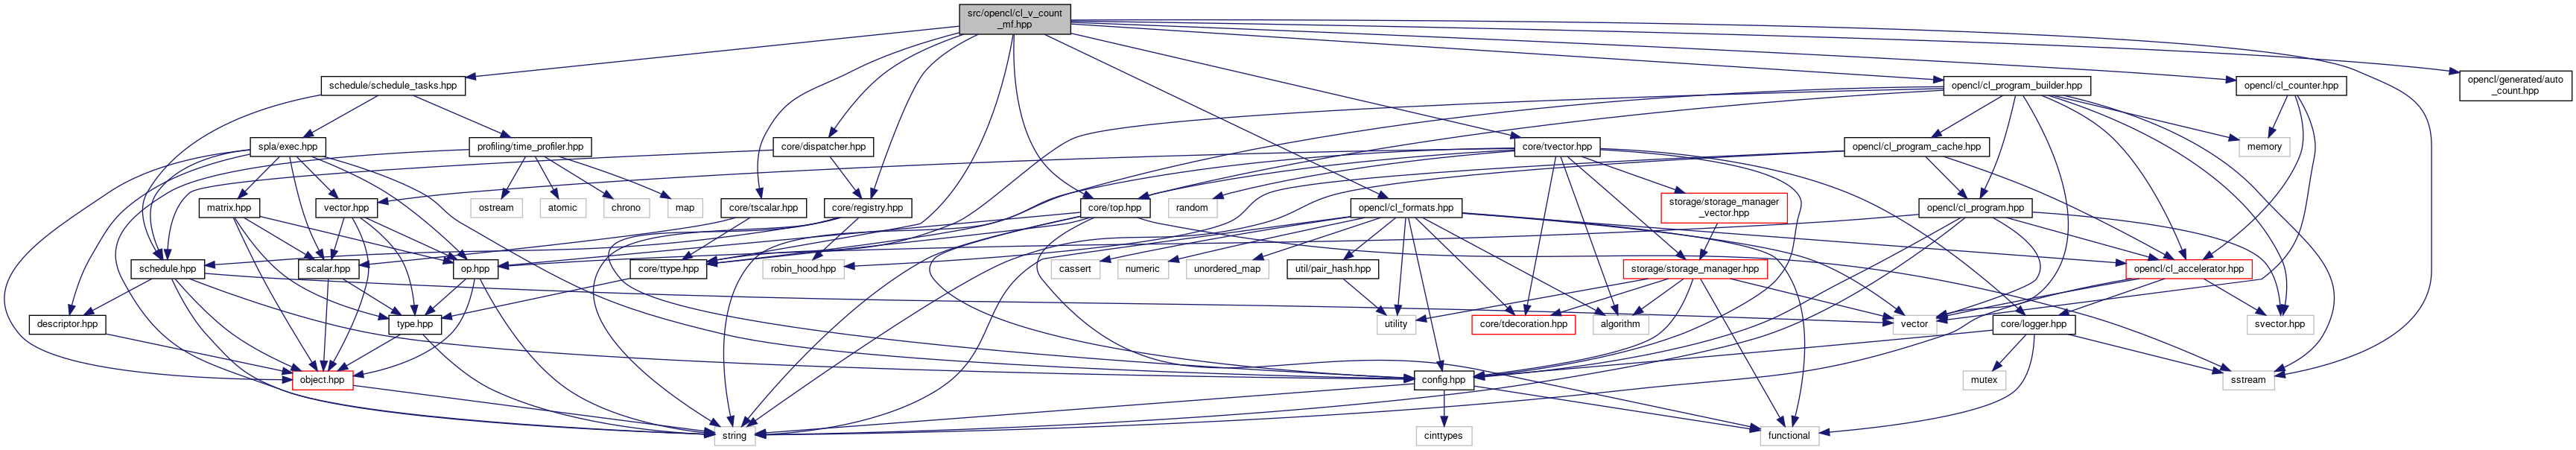 src/opencl/cl_v_count
_mf.hpp
schedule/schedule_tasks.hpp
opencl/cl_program_builder.hpp
opencl/cl_counter.hpp
opencl/generated/auto
_count.hpp
spla/exec.hpp
profiling/time_profiler.hpp
core/dispatcher.hpp
core/tvector.hpp
opencl/cl_program_cache.hpp
memory
matrix.hpp
vector.hpp
ostream
atomic
chrono
map
core/tscalar.hpp
core/registry.hpp
core/top.hpp
random
opencl/cl_formats.hpp
storage/storage_manager
_vector.hpp
opencl/cl_program.hpp
schedule.hpp
scalar.hpp
op.hpp
core/ttype.hpp
robin_hood.hpp
cassert
numeric
unordered_map
util/pair_hash.hpp
storage/storage_manager.hpp
opencl/cl_accelerator.hpp
descriptor.hpp
type.hpp
utility
core/tdecoration.hpp
algorithm
vector
core/logger.hpp
svector.hpp
object.hpp
config.hpp
mutex
sstream
string
cinttypes
functional